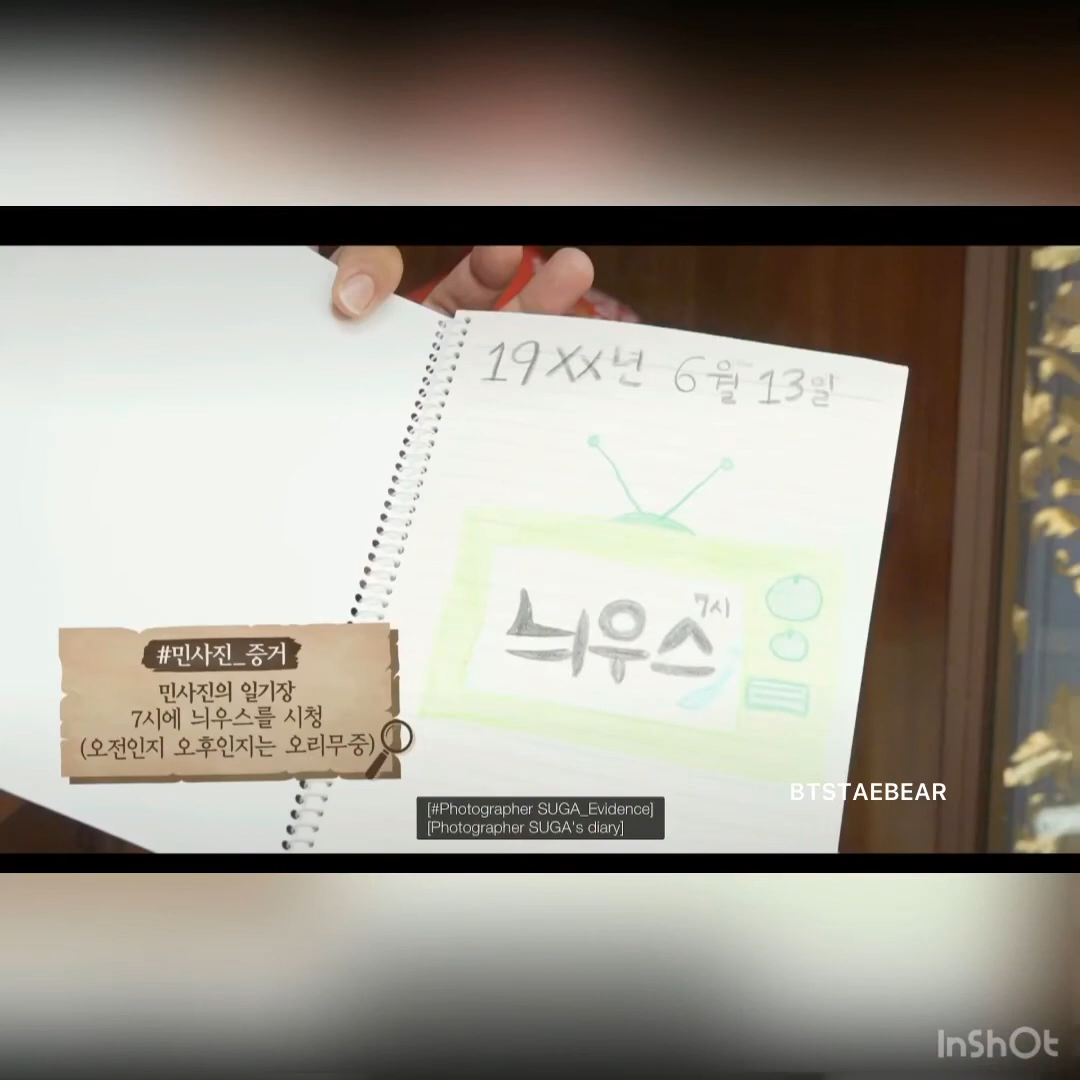 19XX년 6월 13일
7시
늬우스
#민사진_증거
민사진의 일기장
7시에 늬우스를 시청
(오전인지 오후인지는 오리무중)
BTSTAEBEAR
[#Photographer SUGA_Evidence]
[Photographer SUGA's diary]
InShOt